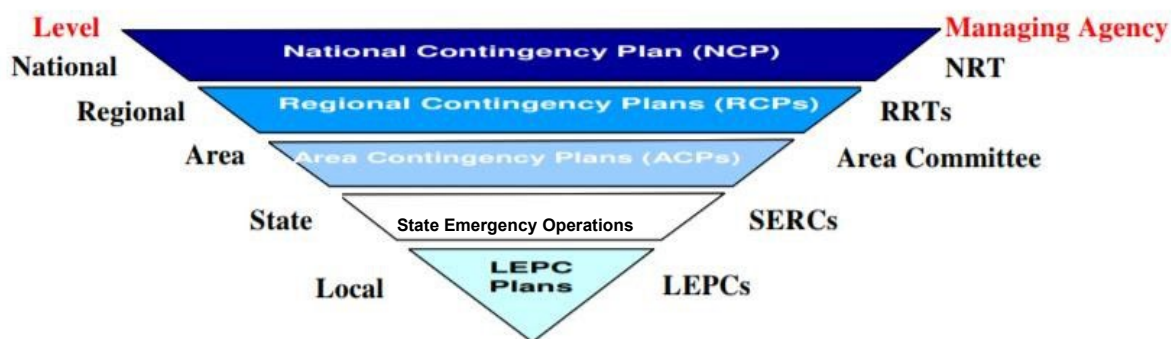 Level
Managing Agency
National Contingency Plan (NCP)
National
NRT
Regional Contingency Plans (RCPs)
Regional
RRTs
Area
Area Contingency Plans (ACPs)
Area Committee
State
State Emergency Operations
SERCs
LEPC
Plans
Local
LEPCs